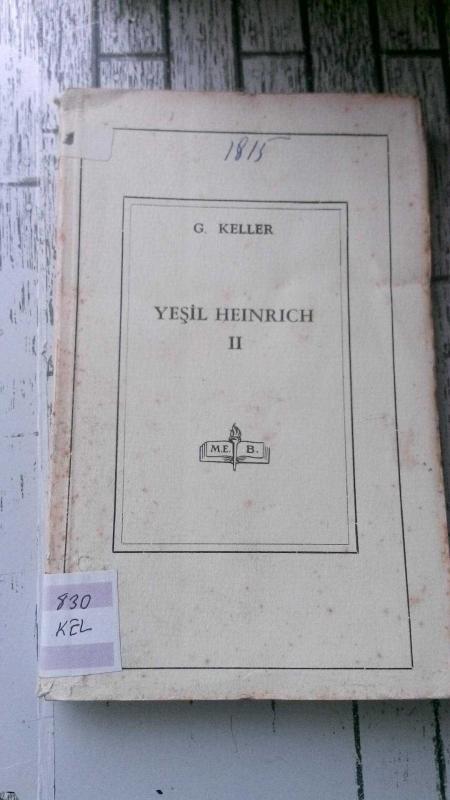 1815
G. KELLER
YEŞİL HEINRICH
II
M.E. B.
830
KEL